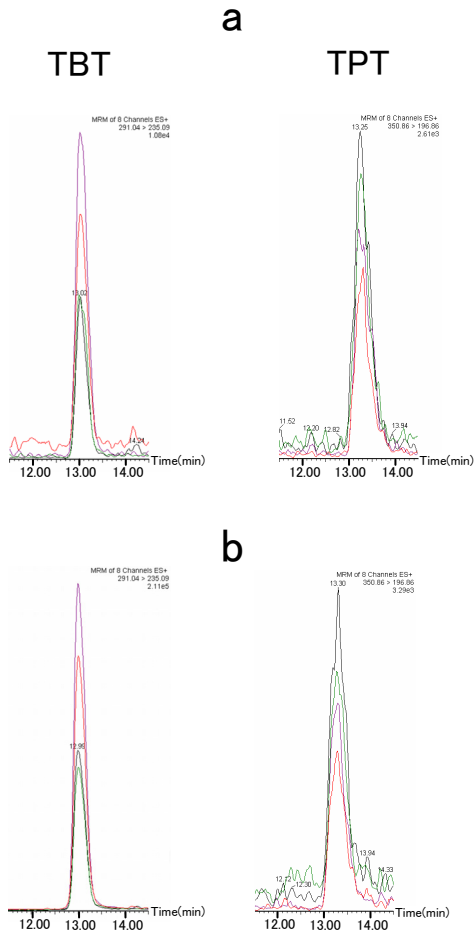 a
TBT
TPT
MRM of 8 Channels ES+
291.04 > 235.09
1.08e4
13.02
14.24
12.00 13.00 14.00 Time(min)
MRM of 8 Channels ES+
350.86 > 196.86
2.61e3
13.25
11.52
12.20
12.82
13.94
12.00 13.00 14.00 Time(min)
b
MRM of 8 Channels ES+
291.04 > 235.09
2.11e5
12.99
12.00 13.00 14.00 Time(min)
MRM of 8 Channels ES+
350.86 > 196.86
3.29e3
13.30
12.12
12.30
13.94
14.33
12.00 13.00 14.00 Time(min)